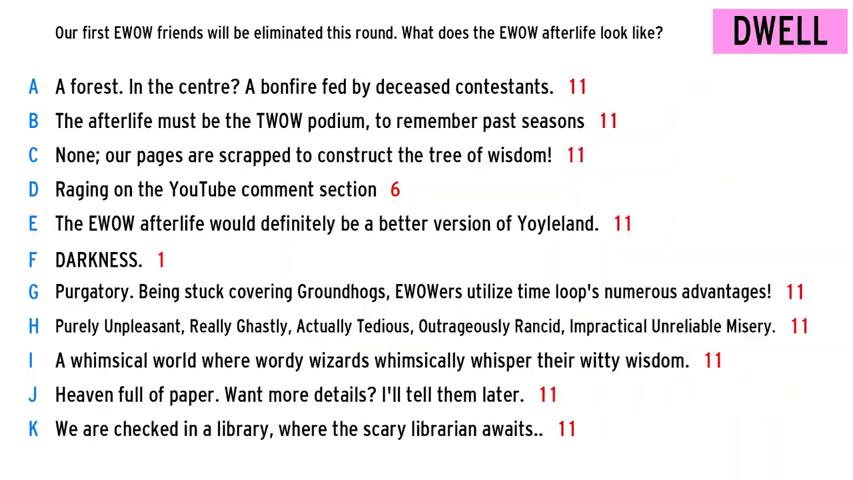 Our first EWOW friends will be eliminated this round. What does the EWOW afterlife look like?
DWELL
A A forest. In the centre? A bonfire fed by deceased contestants. 11
B The afterlife must be the TWOW podium, to remember past seasons 11
C None; our pages are scrapped to construct the tree of wisdom! 11
D Raging on the YouTube comment section 6
E The EWOW afterlife would definitely be a better version of Yoyleland. 11
F DARKNESS. 1
G Purgatory. Being stuck covering Groundhogs, EWOWers utilize time loop's numerous advantages! 11
H Purely Unpleasant, Really Ghastly, Actually Tedious, Outrageously Rancid, Impractical Unreliable Misery. 11
I A whimsical world where wordy wizards whimsically whisper their witty wisdom. 11
J Heaven full of paper. Want more details? I'll tell them later. 11
K We are checked in a library, where the scary librarian awaits.. 11